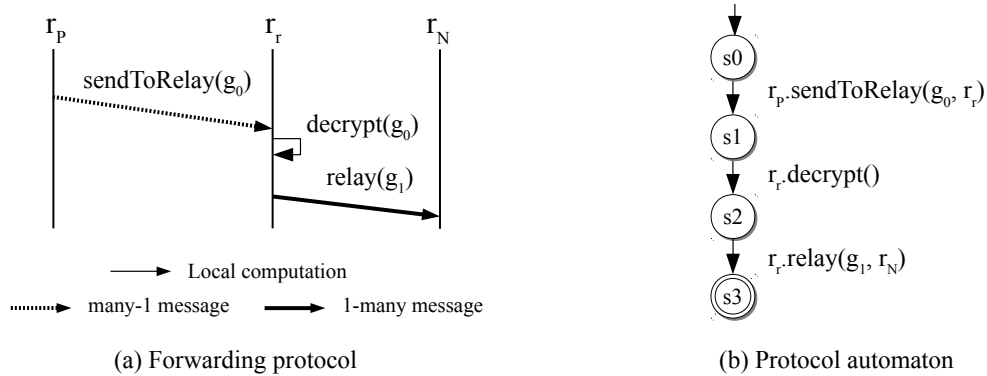 r_P
r_r
r_N
sendToRelay(g_0)
decrypt(g_0)
relay(g_1)
Local computation
many-1 message
1-many message
(a) Forwarding protocol
s0
r_P.sendToRelay(g_0, r_r)
s1
r_r.decrypt()
s2
r_r.relay(g_1, r_N)
s3
(b) Protocol automaton